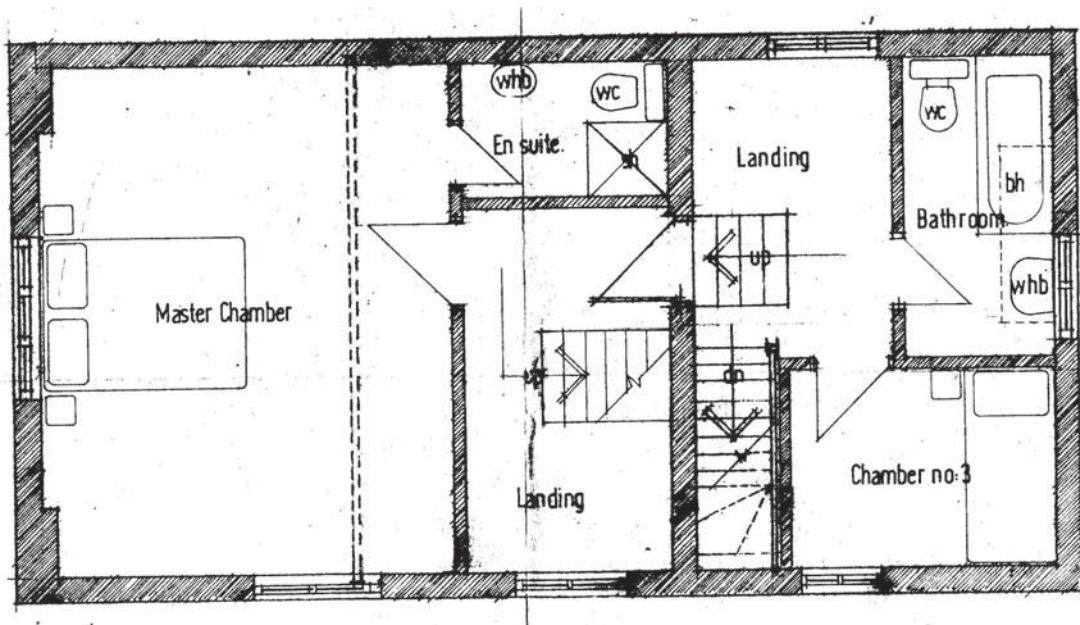 whb
wc
En suite.
sh
Landing
wc
bh
Bathroom
whb
up
Master Chamber
dn
Landing
Chamber no:3